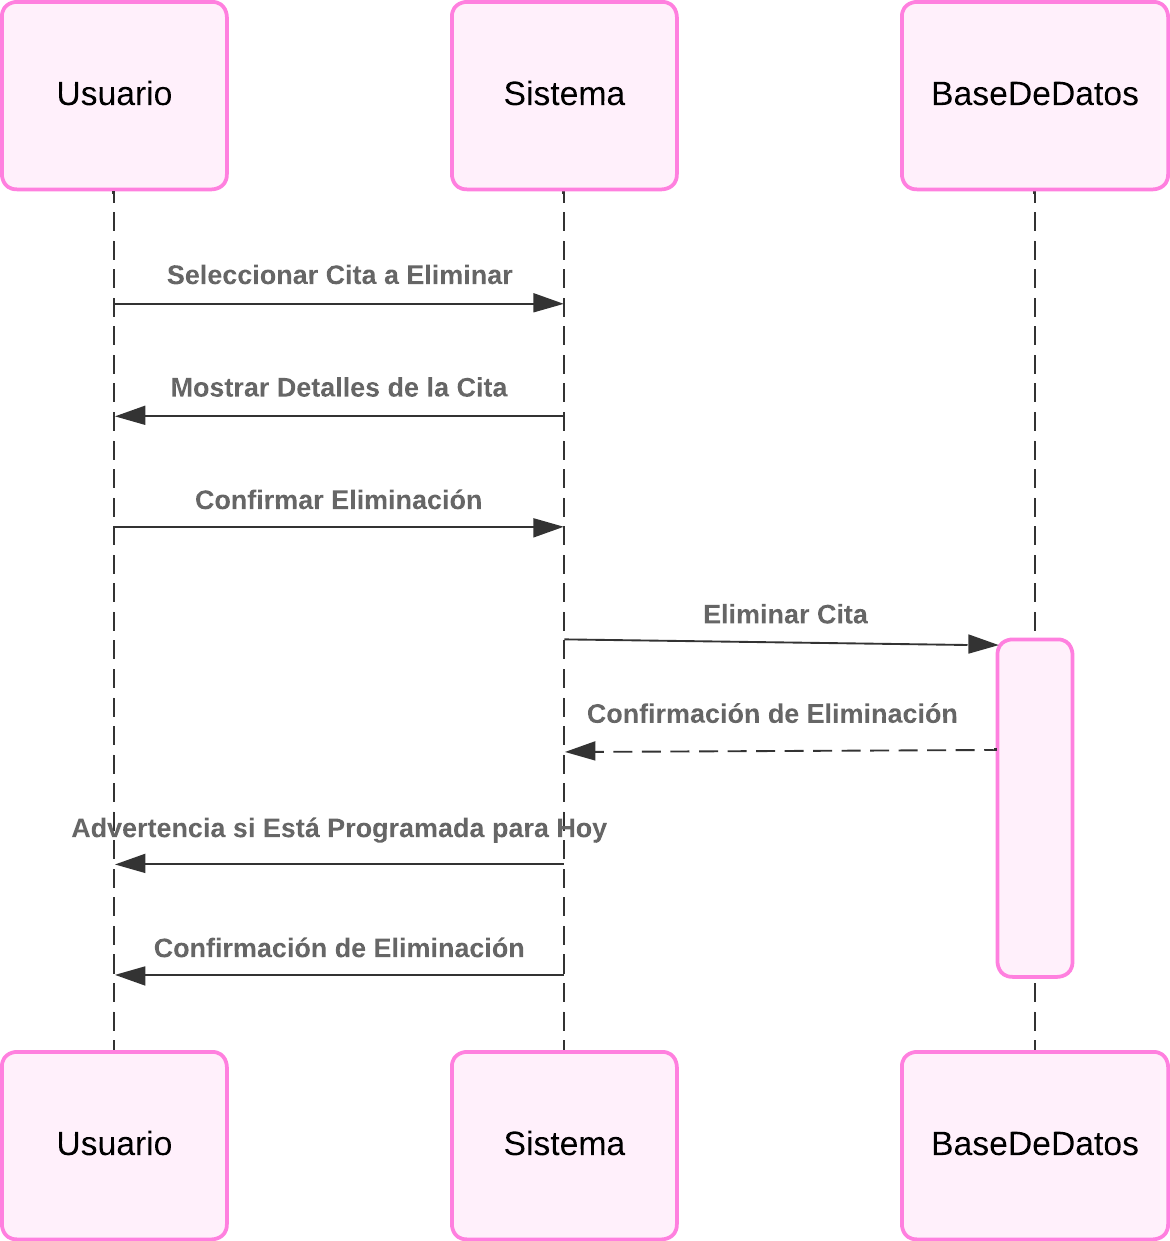 Usuario
Sistema
BaseDeDatos
Seleccionar Cita a Eliminar
Mostrar Detalles de la Cita
Confirmar Eliminación
Eliminar Cita
Confirmación de Eliminación
Advertencia si Está Programada para Hoy
Confirmación de Eliminación
Usuario
Sistema
BaseDeDatos